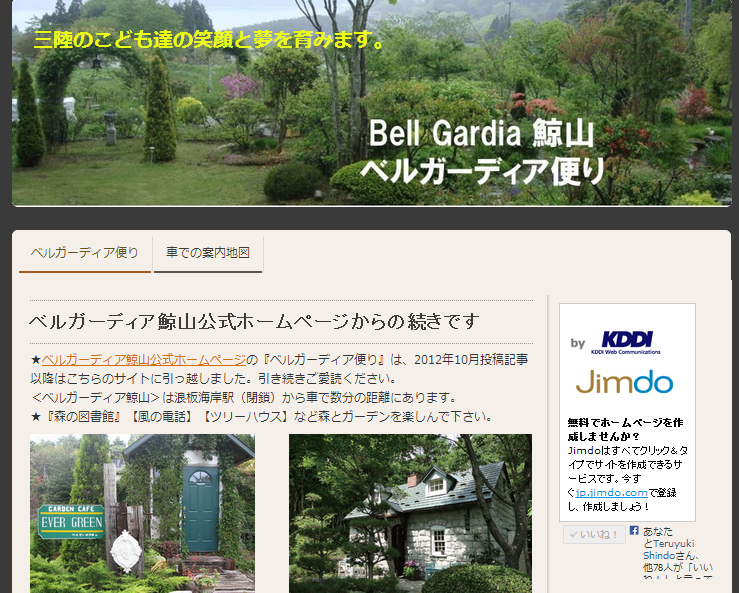 三陸のこども達の笑顔と夢を育みます。
Bell Gardia 鯨山
ベルガーディア便り
ベルガーディア便り
車での案内地図
ベルガーディア鯨山公式ホームページからの続きです
★ベルガーディア鯨山公式ホームページの『ベルガーディア便り』は、2012年10月投稿記事
以降はこちらのサイトに引っ越しました。引き続きご愛読ください。
＜ベルガーディア鯨山＞は浪板海岸駅（閉鎖）から車で数分の距離にあります。
★『森の図書館』【風の電話】【ツリーハウス】など森とガーデンを楽しんで下さい。
GARDEN CAFE
EVER GREEN
by KDDI
KDDI Web Communications
Jimdo
無料でホームページを作
成しませんか？
Jimdoはすべてクリック＆タ
イプでサイトを作成できるサ
ービスです。今す
ぐjp.jimdo.comで登録
し、作成しましょう！
いいね！
あなた
とTeruyuki
Shindoさん、
他78人が「いい